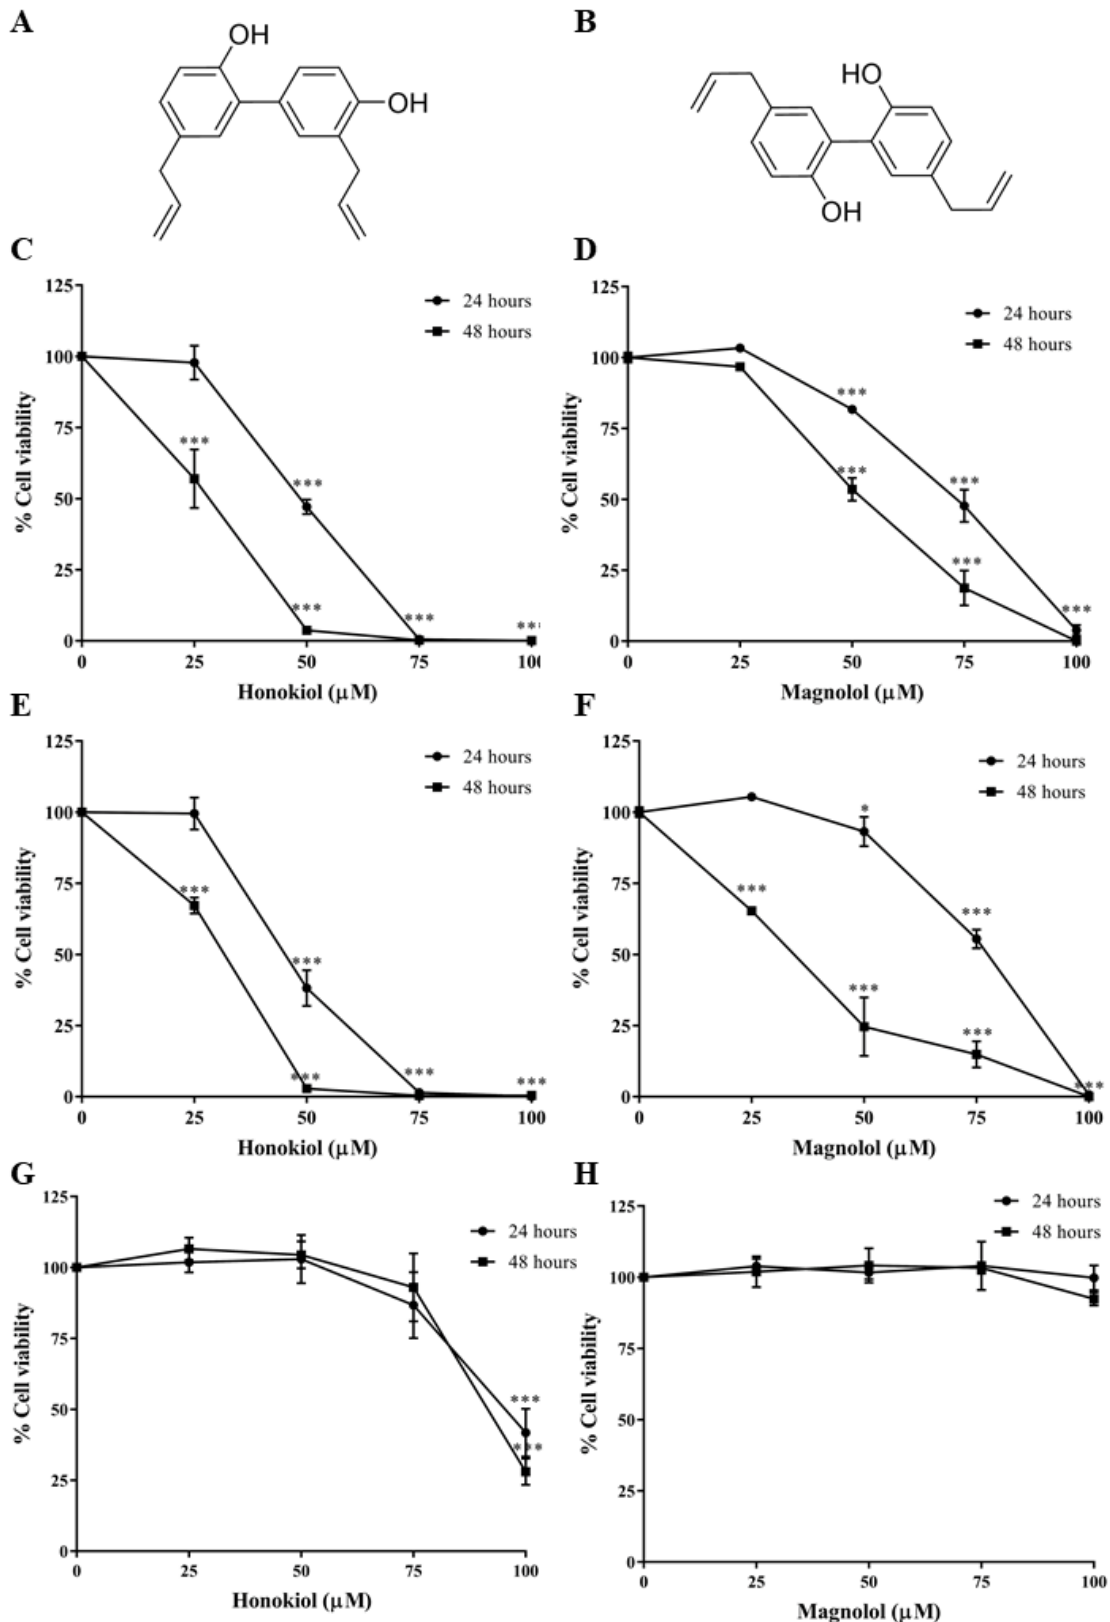 A
B
OH
OH
HO
OH
C
D
125
100
75
50
25
0
% Cell viability
24 hours
48 hours
***
***
***
***
***
0 25 50 75 100
Honokiol (μM)
125
100
75
50
25
0
% Cell viability
24 hours
48 hours
***
***
***
***
***
0 25 50 75 100
Magnolol (μM)
E
F
125
100
75
50
25
0
% Cell viability
24 hours
48 hours
***
***
***
***
***
0 25 50 75 100
Honokiol (μM)
125
100
75
50
25
0
% Cell viability
24 hours
48 hours
*
***
***
***
***
***
0 25 50 75 100
Magnolol (μM)
G
H
125
100
75
50
25
0
% Cell viability
24 hours
48 hours
***
***
0 25 50 75 100
Honokiol (μM)
125
100
75
50
25
0
% Cell viability
24 hours
48 hours
0 25 50 75 100
Magnolol (μM)